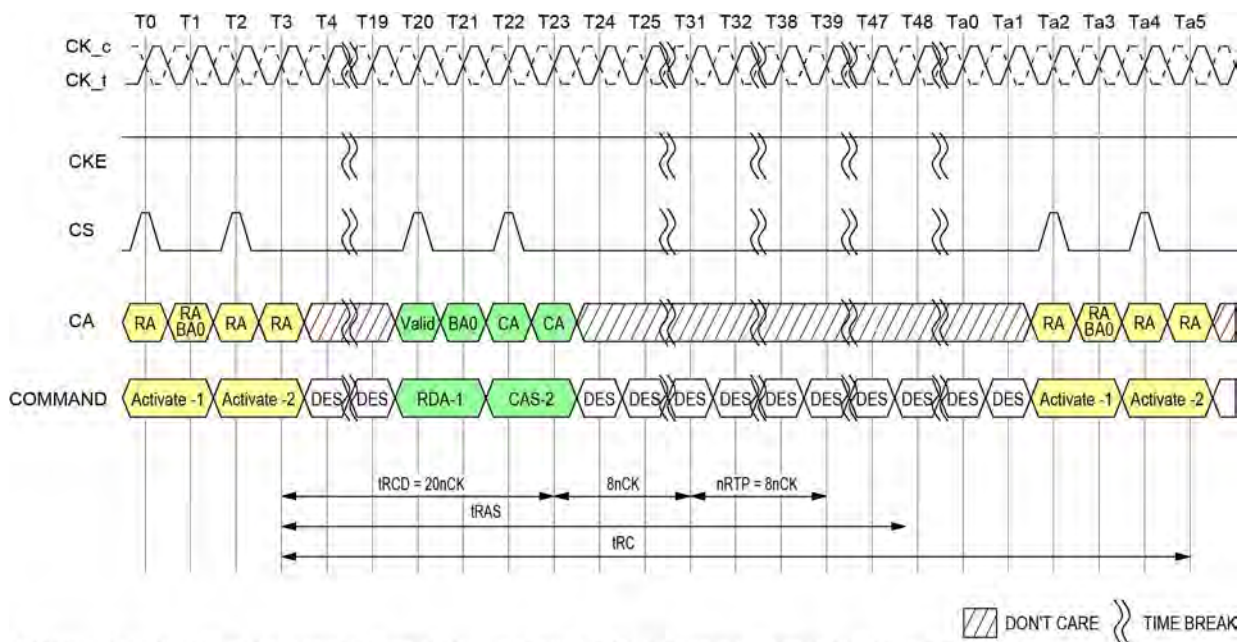 T0 T1 T2 T3 T4 T19 T20 T21 T22 T23 T24 T25 T31 T32 T38 T39 T47 T48 Ta0 Ta1 Ta2 Ta3 Ta4 Ta5
CK_c
CK_t
CKE
CS
CA RA RA BA0 RA RA Valid BA0 CA CA RA RA BA0 RA RA
COMMAND Activate -1 Activate -2 DES DES RDA-1 CAS-2 DES DES DES DES DES DES DES DES DES DES Activate -1 Activate -2
tRCD = 20nCK 8nCK nRTP = 8nCK
tRAS
tRC
DON'T CARE TIME BREAK